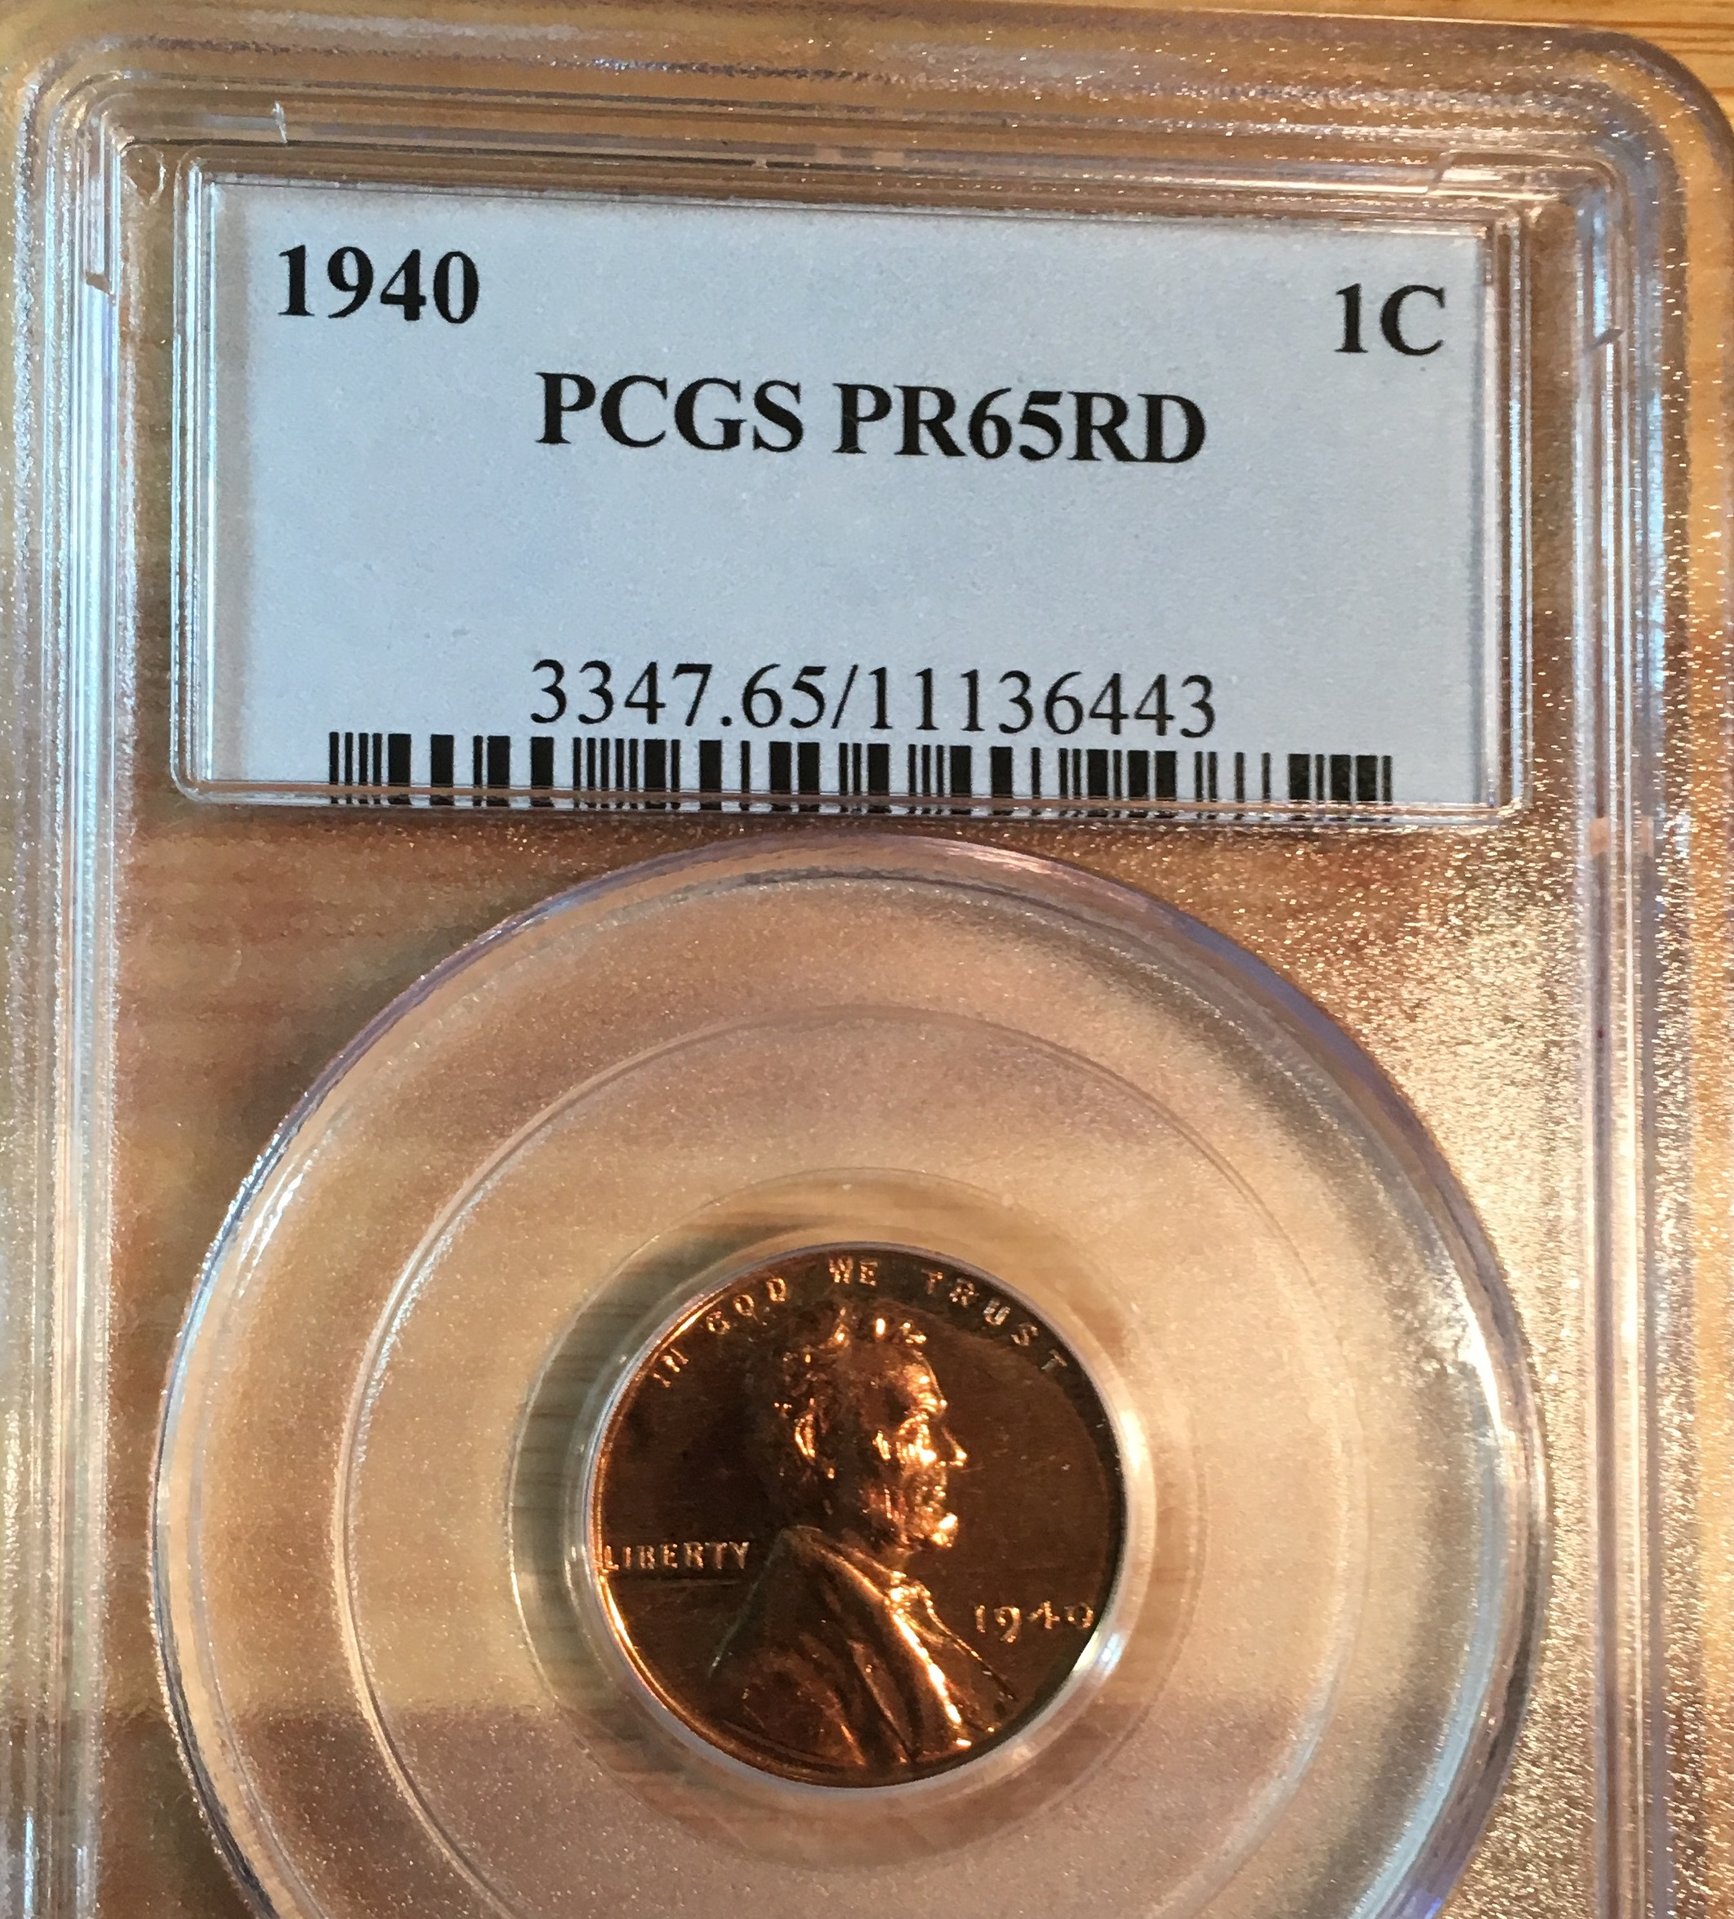 1940 1C
PCGS PR65RD
3347.65/11136443
IN GOD WE TRUST
LIBERTY
1940